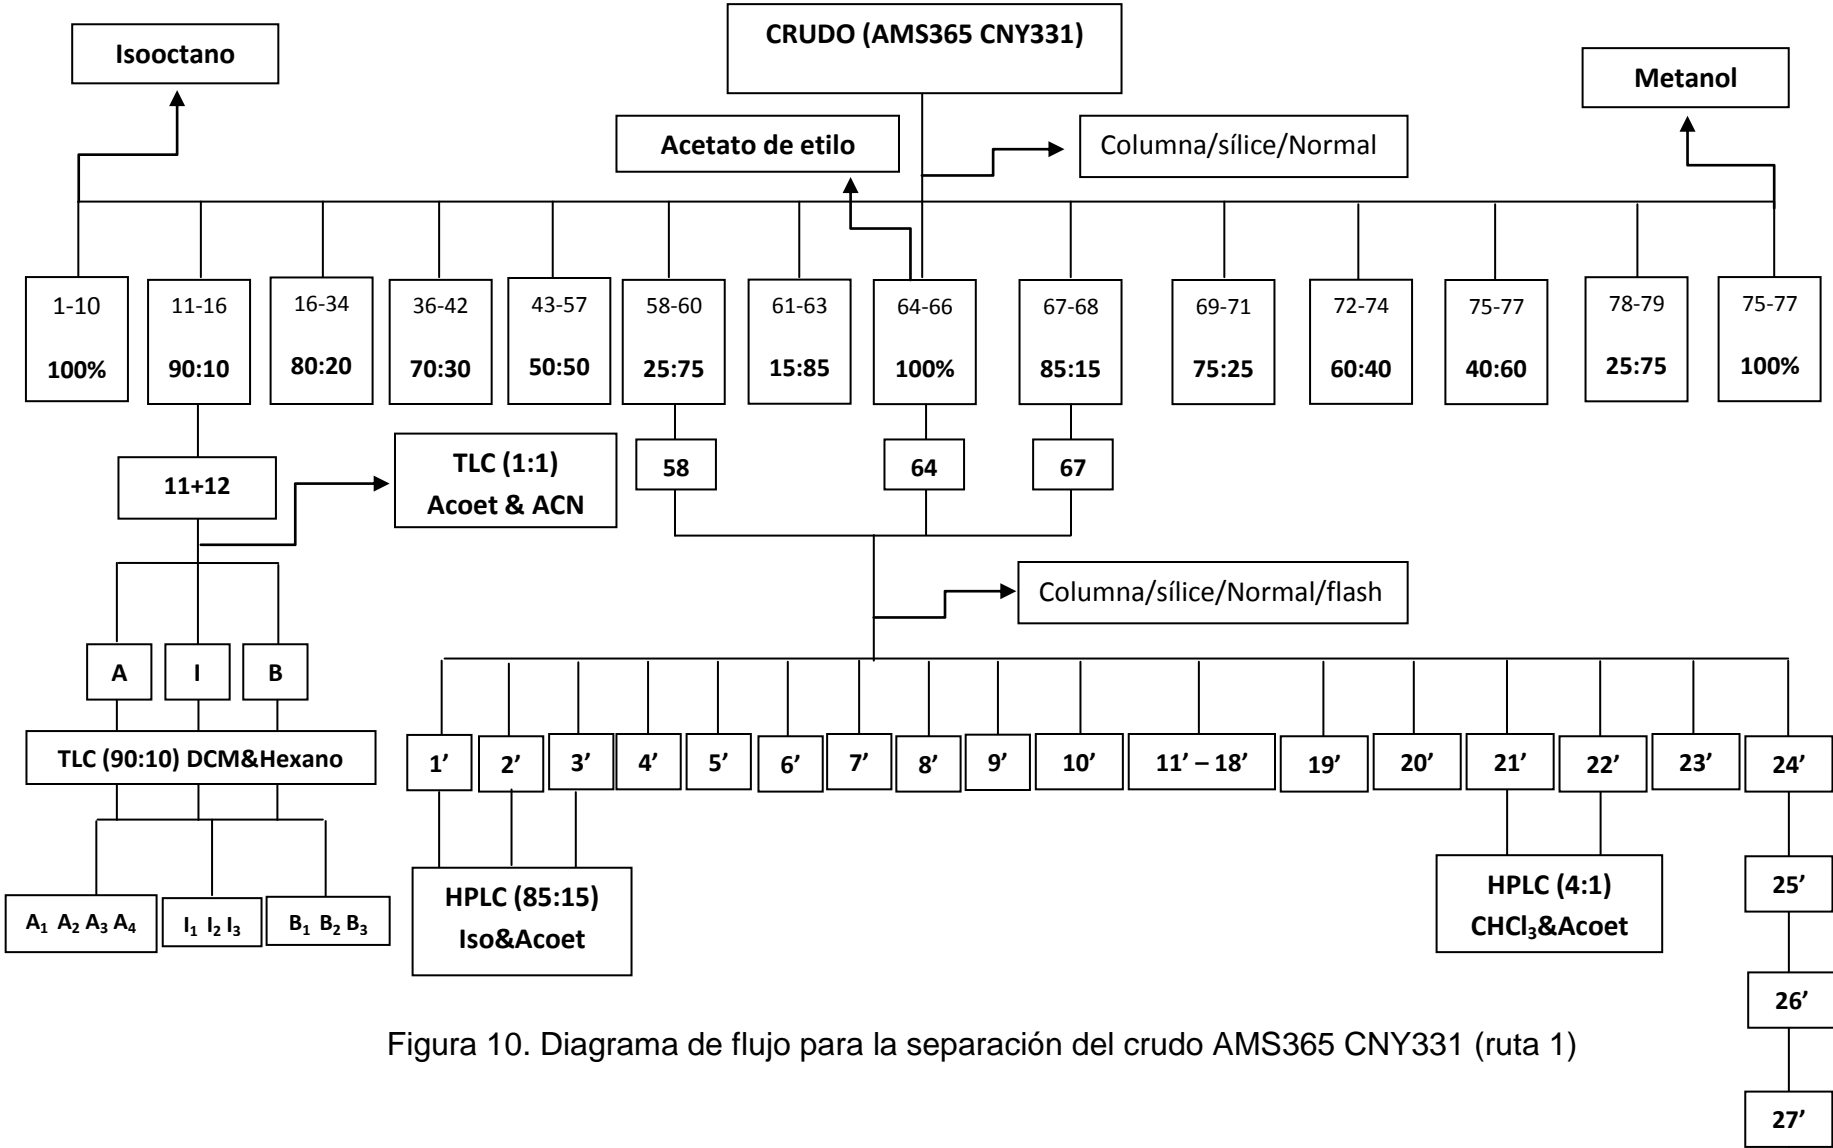 CRUDO (AMS365 CNY331)
Isooctano
Metanol
Acetato de etilo
Columna/sílice/Normal
1-10
100%
11-16
90:10
16-34
80:20
36-42
70:30
43-57
50:50
58-60
25:75
61-63
15:85
64-66
100%
67-68
85:15
69-71
75:25
72-74
60:40
75-77
40:60
78-79
25:75
75-77
100%
11+12
TLC (1:1)
Acoet & ACN
58
64
67
Columna/sílice/Normal/flash
A
I
B
TLC (90:10) DCM&Hexano
A₁ A₂ A₃ A₄
I₁ I₂ I₃
B₁ B₂ B₃
1’
2’
3’
4’
5’
6’
7’
8’
9’
10’
11’ – 18’
19’
20’
21’
22’
23’
24’
HPLC (85:15)
Iso&Acoet
HPLC (4:1)
CHCl₃&Acoet
25’
26’
27’
Figura 10. Diagrama de flujo para la separación del crudo AMS365 CNY331 (ruta 1)